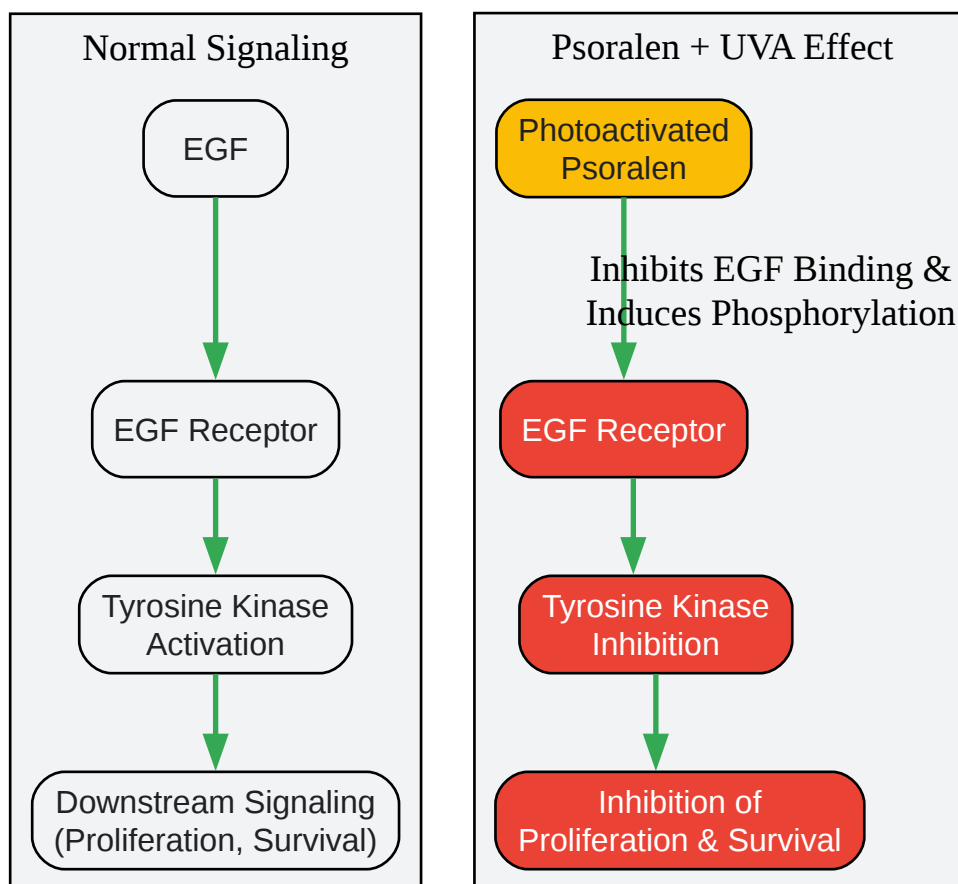 Normal Signaling
EGF
EGF Receptor
Tyrosine Kinase
Activation
Downstream Signaling
(Proliferation, Survival)
Psoralen + UVA Effect
Photoactivated
Psoralen
Inhibits EGF Binding &
Induces Phosphorylation
EGF Receptor
Tyrosine Kinase
Inhibition
Inhibition of
Proliferation & Survival